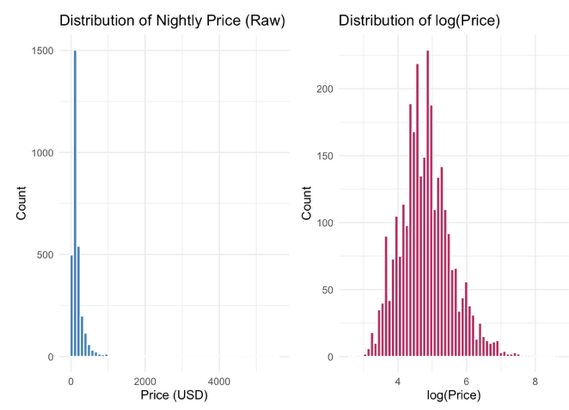 Distribution of Nightly Price (Raw)
1500
1000
500
0
Count
0 2000 4000
Price (USD)
Distribution of log(Price)
200
150
100
50
0
Count
4 6 8
log(Price)